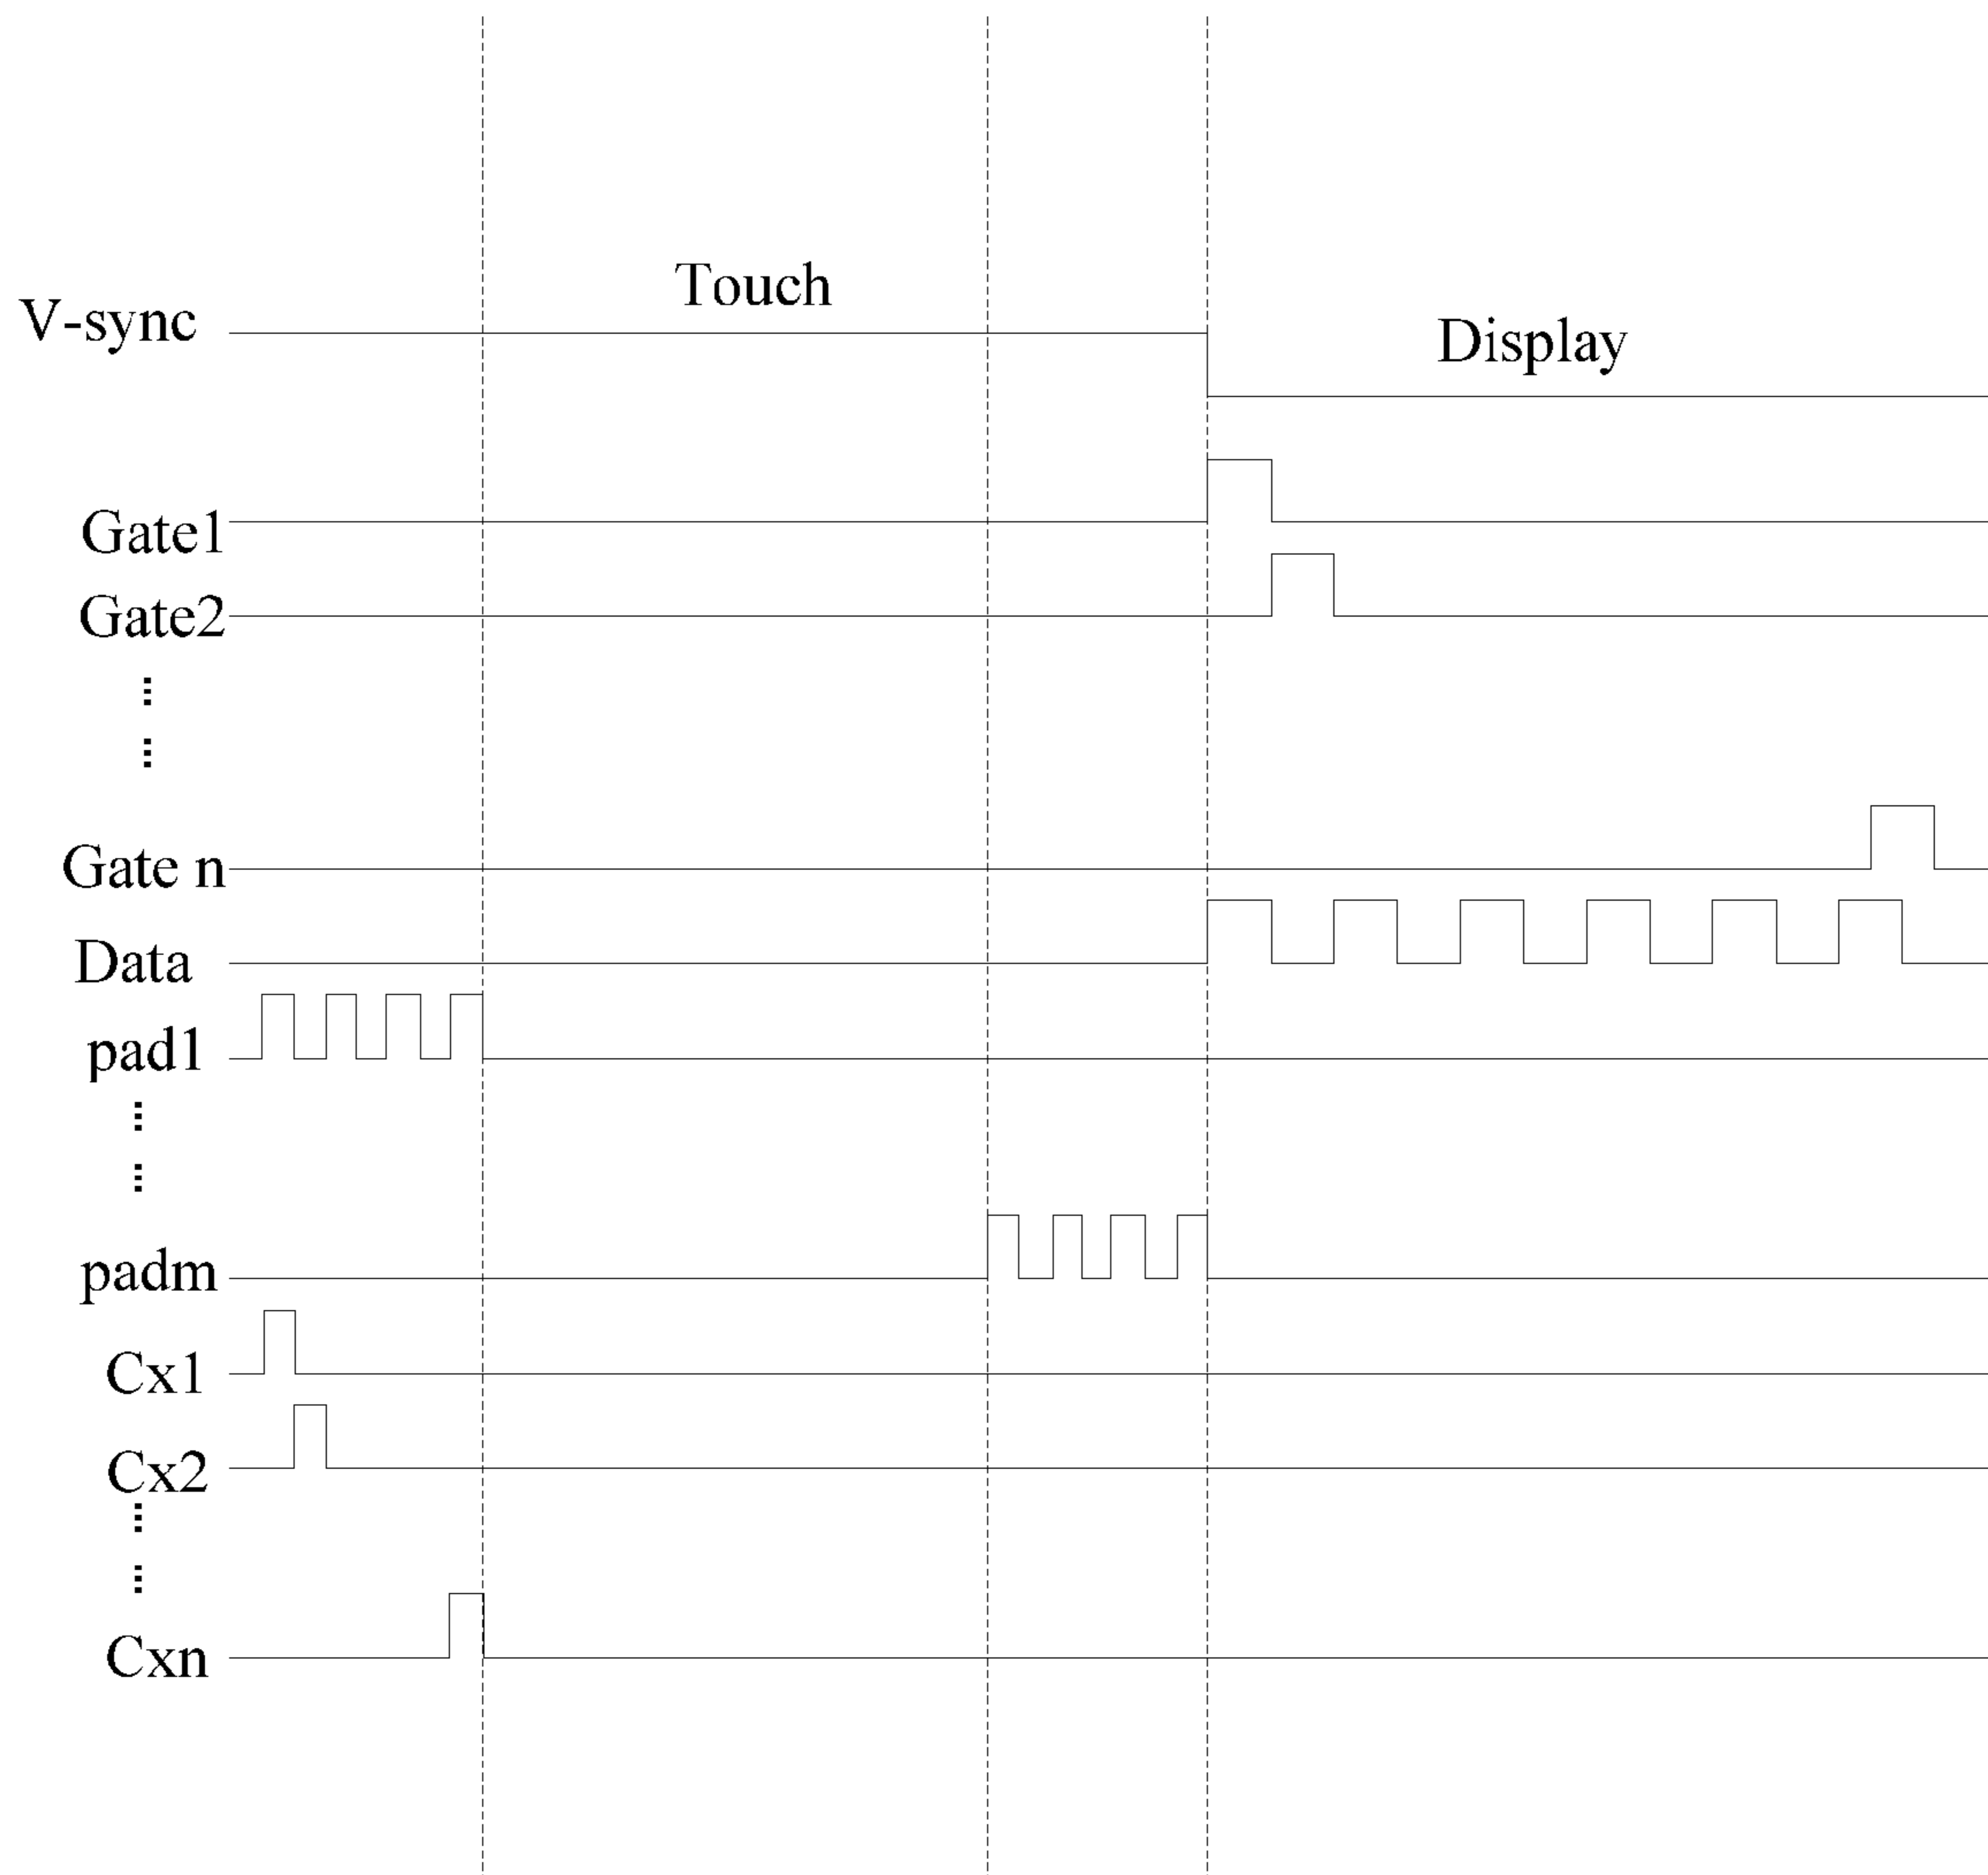 Touch
V-sync
Display
Gate1
Gate2
Gate n
Data
pad1
padm
Cx1
Cx2
Cxn